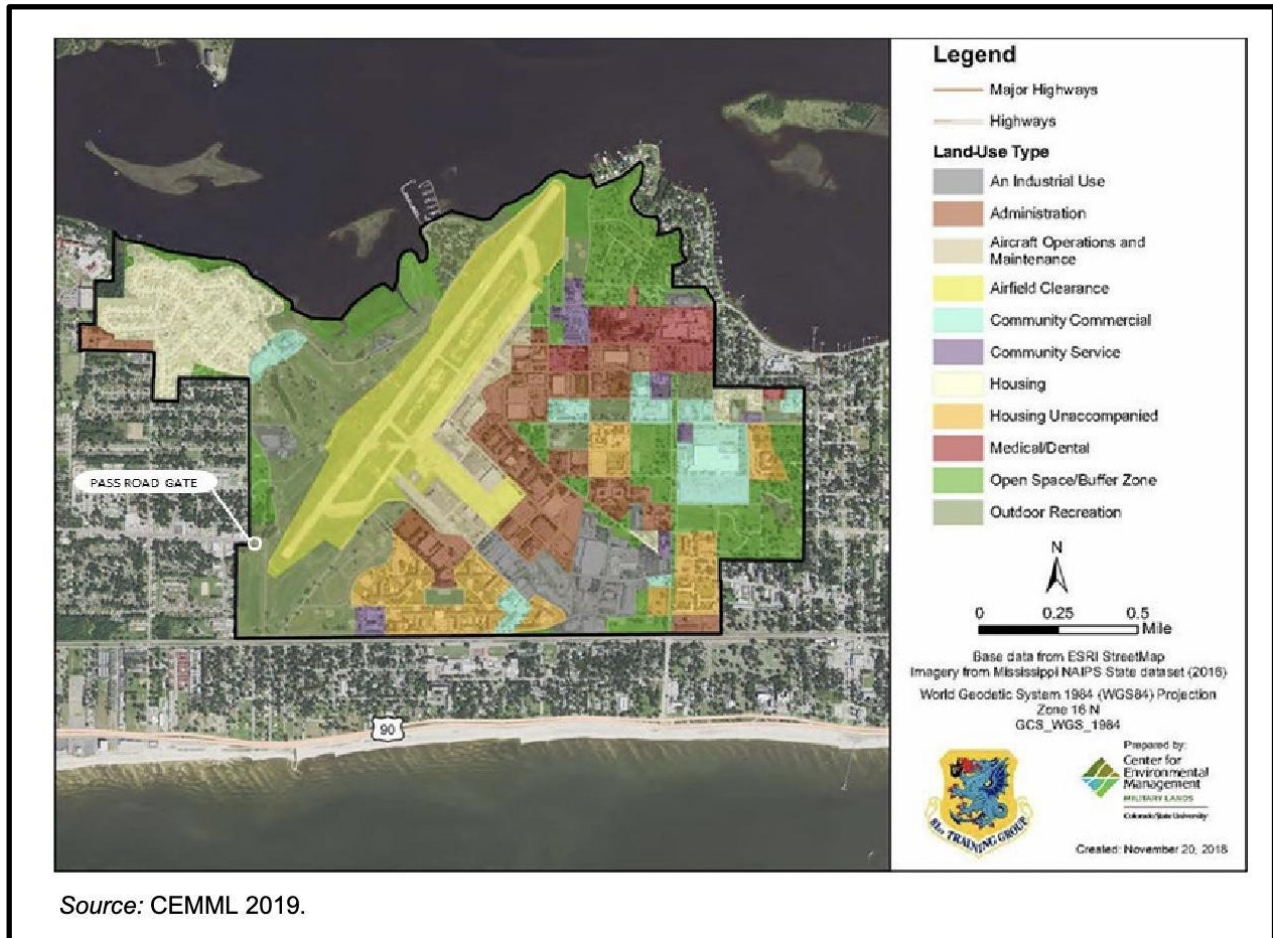 PASS ROAD GATE
90
Legend
Major Highways
Highways
Land-Use Type
An Industrial Use
Administration
Aircraft Operations and
Maintenance
Airfield Clearance
Community Commercial
Community Service
Housing
Housing Unaccompanied
Medical/Dental
Open Space/Buffer Zone
Outdoor Recreation
N
0 0.25 0.5
Mile
Base data from ESRI StreetMap
Imagery from Mississippi NAIPS State dataset (2016)
World Geodetic System 1984 (WGS84) Projection
Zone 16 N
GCS_WGS_1984
81st TRAINING GROUP
Prepared by:
Center for
Environmental
Management
MILITARY LANDS
Colorado State University
Created: November 20, 2018
Source: CEMML 2019.